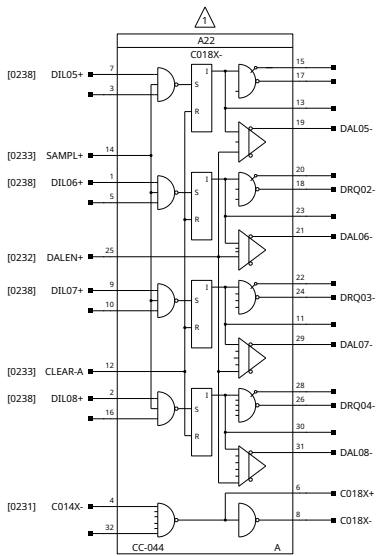 1
A22
C018X-
[0238] DIL05+ 7 I 15
S 17
3 13
R 19 DAL05-
[0233] SAMPL+ 14
[0238] DIL06+ 1 I 20
S 18 DRQ02-
5 23
R 21 DAL06-
[0232] DALEN+ 25
[0238] DIL07+ 9 I 22
S 24 DRQ03-
10 11
R 29 DAL07-
[0233] CLEAR-A 12
[0238] DIL08+ 2 I 28
S 26 DRQ04-
16 30
R 31 DAL08-
6 C018X+
[0231] C014X- 4
8 C018X-
32
CC-044 A